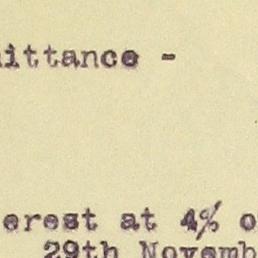 ittance -
erest at 4% o
29th Novemb